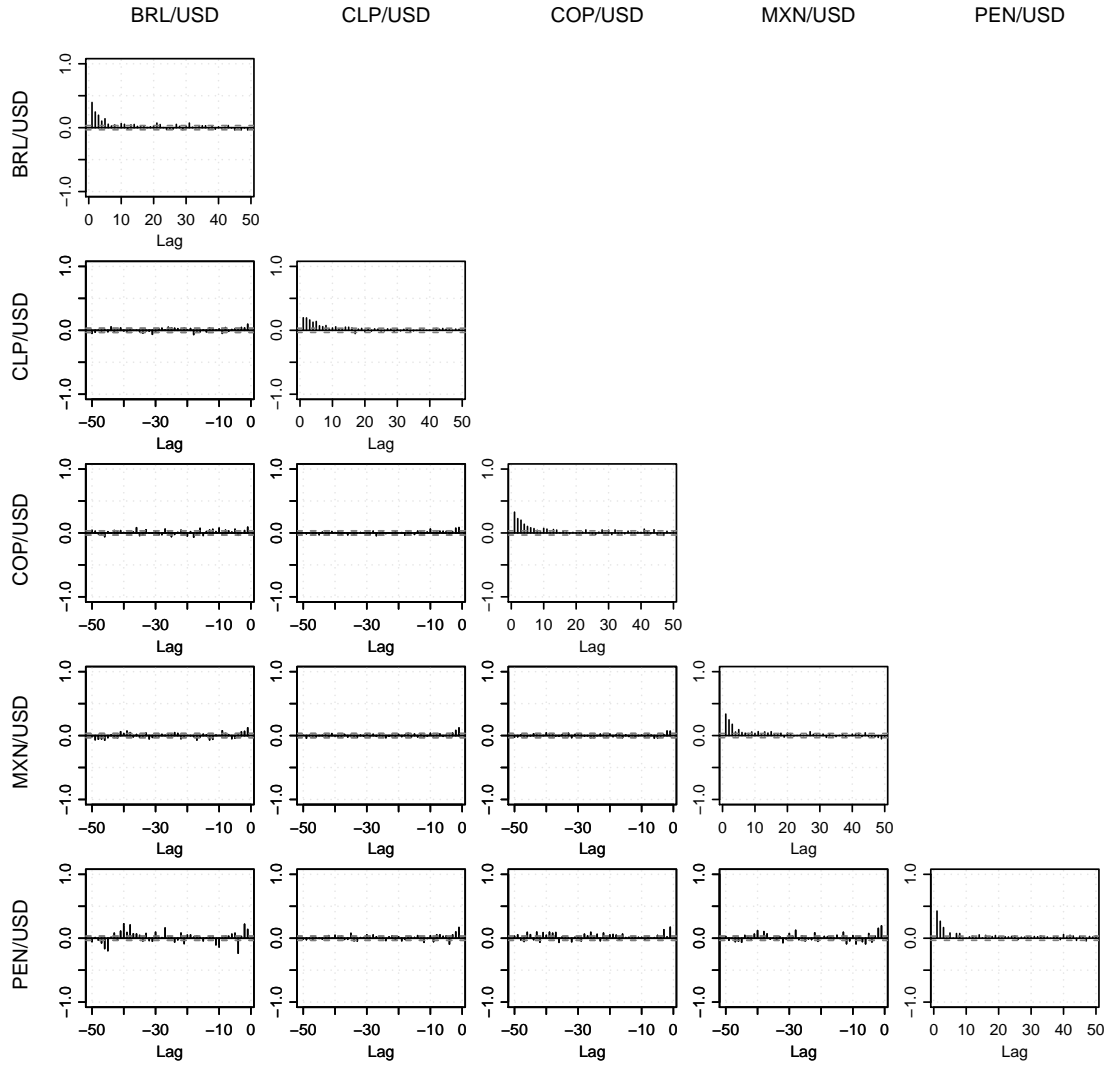 BRL/USD CLP/USD COP/USD MXN/USD PEN/USD
BRL/USD
1.0
0.0
−1.0
0 10 20 30 40 50
Lag
CLP/USD
1.0 1.0
0.0 0.0
−1.0 −1.0
−50 −30 −10 0 0 10 20 30 40 50
Lag Lag
COP/USD
1.0 1.0 1.0
0.0 0.0 0.0
−1.0 −1.0 −1.0
−50 −30 −10 0 −50 −30 −10 0 0 10 20 30 40 50
Lag Lag Lag
MXN/USD
1.0 1.0 1.0 1.0
0.0 0.0 0.0 0.0
−1.0 −1.0 −1.0 −1.0
−50 −30 −10 0 −50 −30 −10 0 −50 −30 −10 0 0 10 20 30 40 50
Lag Lag Lag Lag
PEN/USD
1.0 1.0 1.0 1.0 1.0
0.0 0.0 0.0 0.0 0.0
−1.0 −1.0 −1.0 −1.0 −1.0
−50 −30 −10 0 −50 −30 −10 0 −50 −30 −10 0 −50 −30 −10 0 0 10 20 30 40 50
Lag Lag Lag Lag Lag